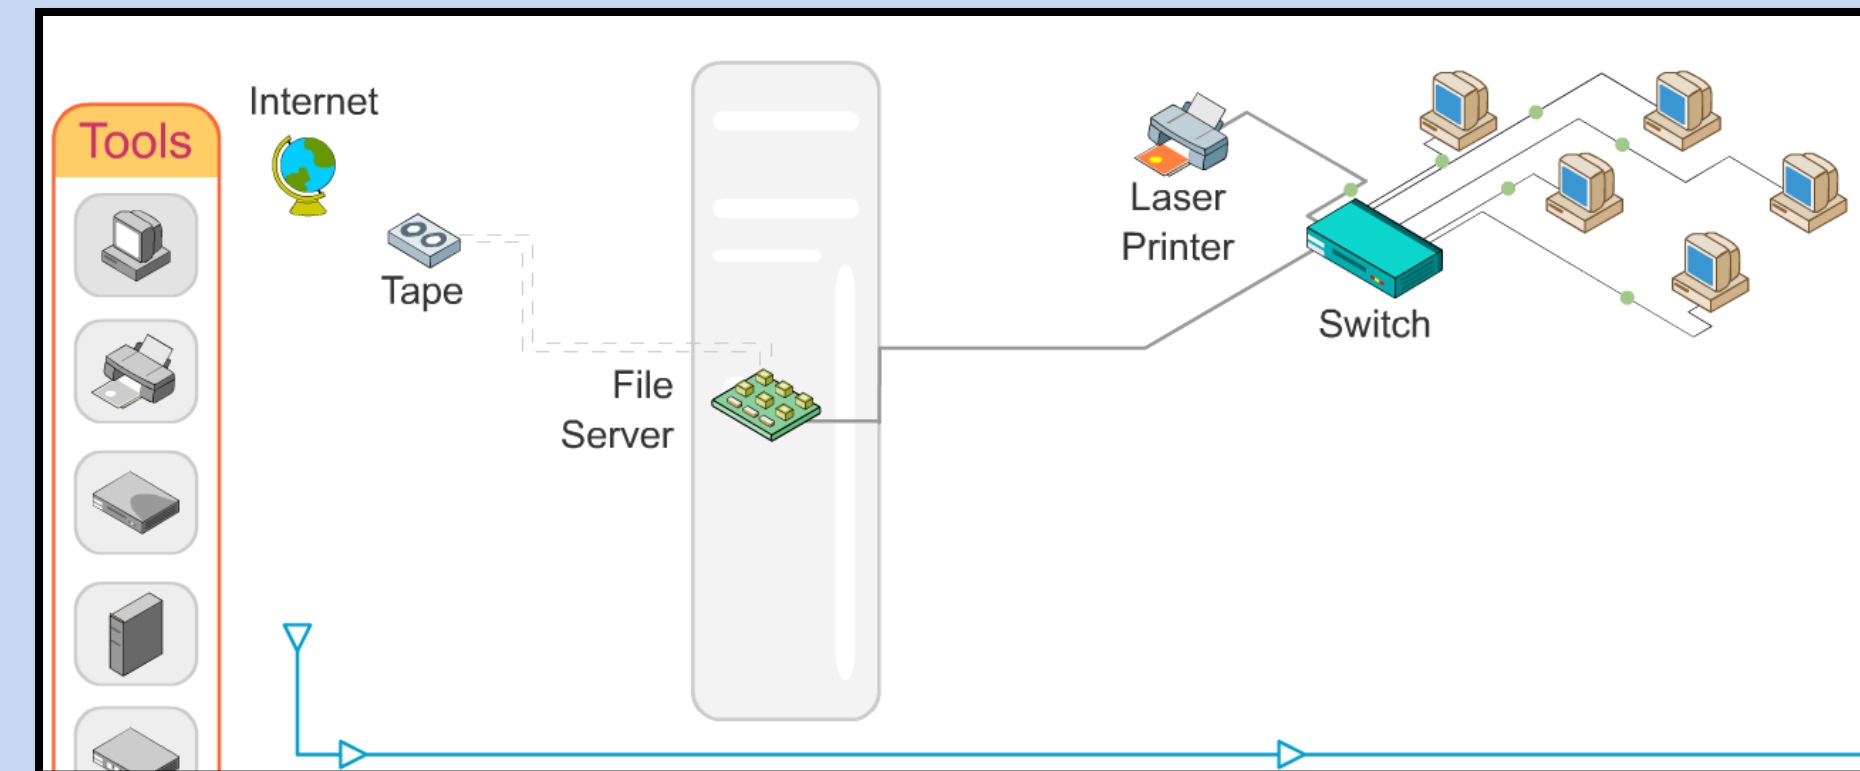 Internet
Tools
Tape
File
Server
Laser
Printer
Switch